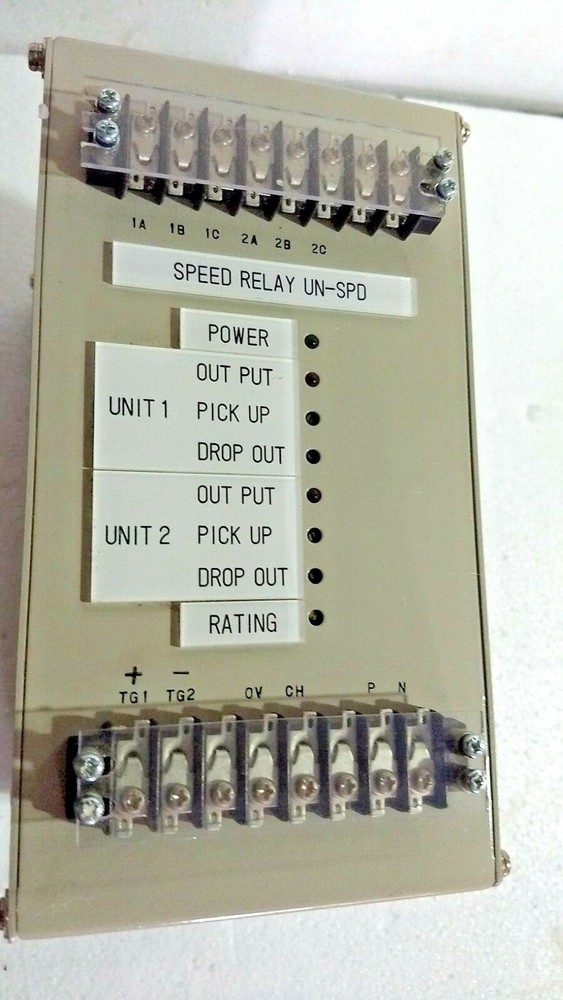 1A 1B 1C 2A 2B 2C
SPEED RELAY UN-SPD
POWER
OUT PUT
UNIT 1 PICK UP
DROP OUT
OUT PUT
UNIT 2 PICK UP
DROP OUT
RATING
+ −
TG1 TG2 0V CH P N